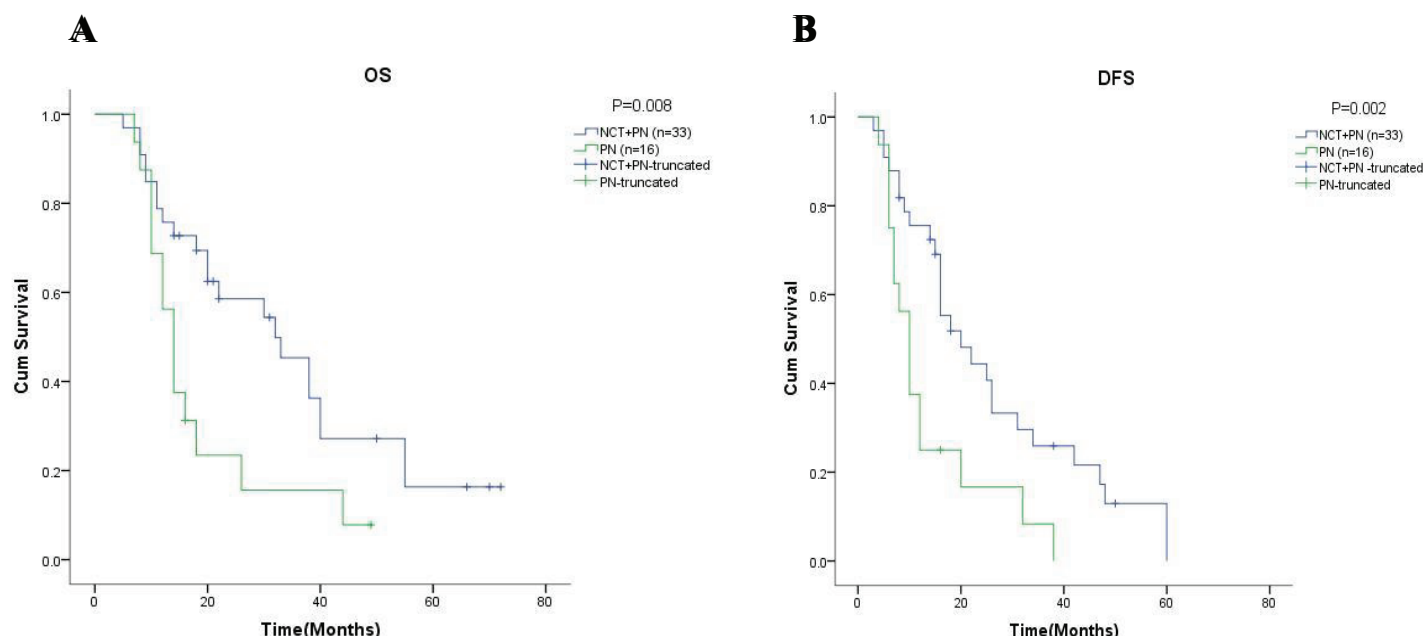 A
OS
P=0.008
NCT+PN (n=33)
PN (n=16)
NCT+PN-truncated
PN-truncated
Cum Survival
1.0
0.8
0.6
0.4
0.2
0.0
0 20 40 60 80
Time(Months)
B
DFS
P=0.002
NCT+PN (n=33)
PN (n=16)
NCT+PN -truncated
PN-truncated
Cum Survival
1.0
0.8
0.6
0.4
0.2
0.0
0 20 40 60 80
Time(Months)